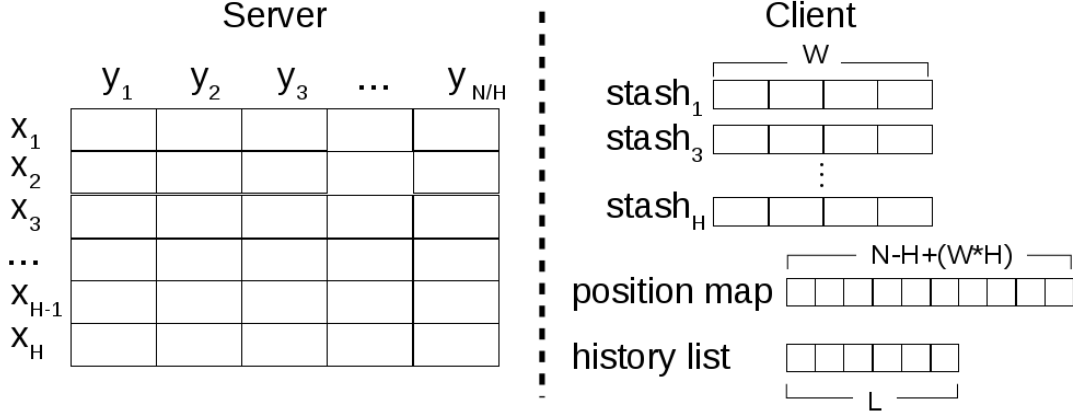 Server
y1 y2 y3 ... yN/H
x1
x2
x3
...
xH-1
xH
Client
W
stash1
stash3
⋮
stashH
N-H+(W*H)
position map
history list
L